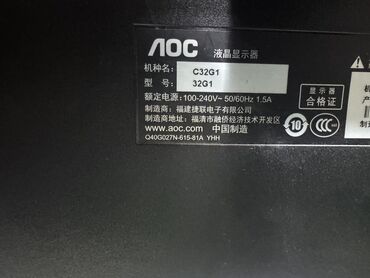 AOC 液晶显示器
机种名: C32G1
型 号: 32G1
额定电源: 100-240V~ 50/60Hz 1.5A
制造商: 福建捷联电子有限公司
制造商地址: 福清市融侨经济技术开发区
www.aoc.com 中国制造
Q40G027N-615-81A YHH
显示器
合格证
10
CCC